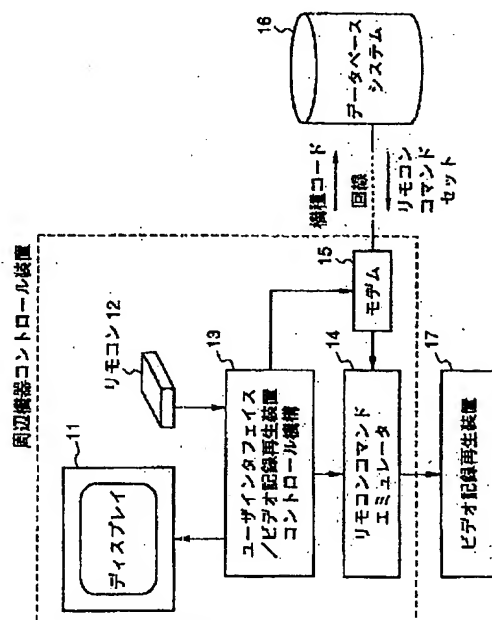 周辺機器コントロール装置
11
ディスプレイ
リモコン 12
13
ユーザインタフェイス
/ビデオ記録再生装置
コントロール機構
14
リモコンコマンド
エミュレータ
15
モデム
機種コード
回線
リモコン
コマンド
セット
16
データベース
システム
17
ビデオ記録再生装置